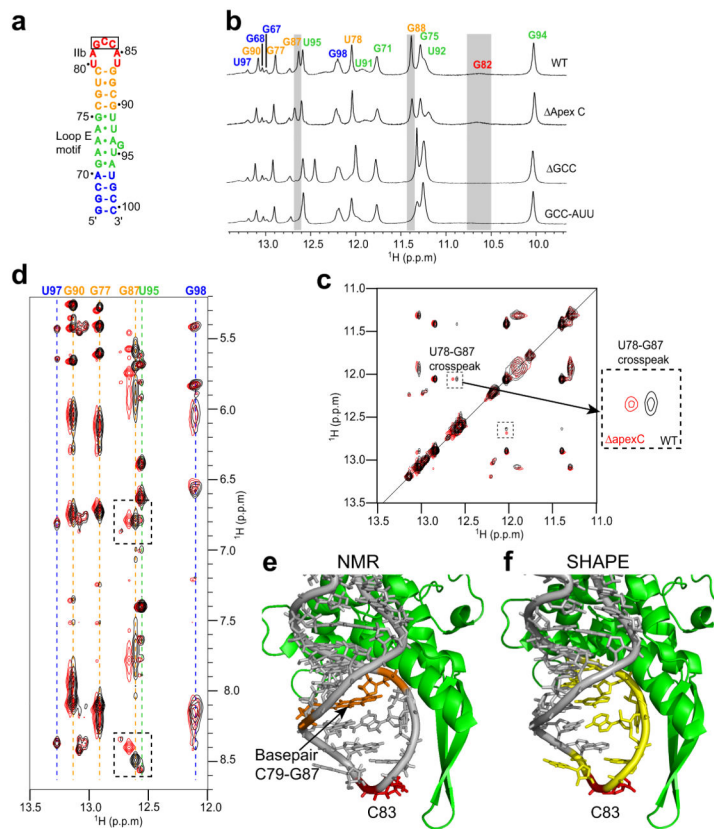 a
A G C C A
IIb
85
U U
80
C - G
U G
G - C
C - G
90
75
G U
A U
Loop E
motif
A A
G
95
70
C - G
G - C
G - C
100
5' 3'
b
G67
G68
U78
G88
G90
G77
G87
U95
G71
G75
G94
U97
G98
U91
U92
G82
WT
ΔApex C
ΔGCC
GCC-AUU
13.0 12.5 12.0 11.5 11.0 10.5 10.0
¹H (p.p.m)
d
U97 G90 G77 G87 U95 G98
5.5
6.0
6.5
7.0
7.5
8.0
8.5
¹H (p.p.m)
13.5 13.0 12.5 12.0
¹H (p.p.m)
c
11.0
11.5
12.0
12.5
13.0
13.5
¹H (p.p.m)
U78-G87
crosspeak
U78-G87
crosspeak
ΔapexC WT
13.5 13.0 12.5 12.0 11.5 11.0
¹H (p.p.m)
e
NMR
Basepair
C79-G87
C83
f
SHAPE
C83